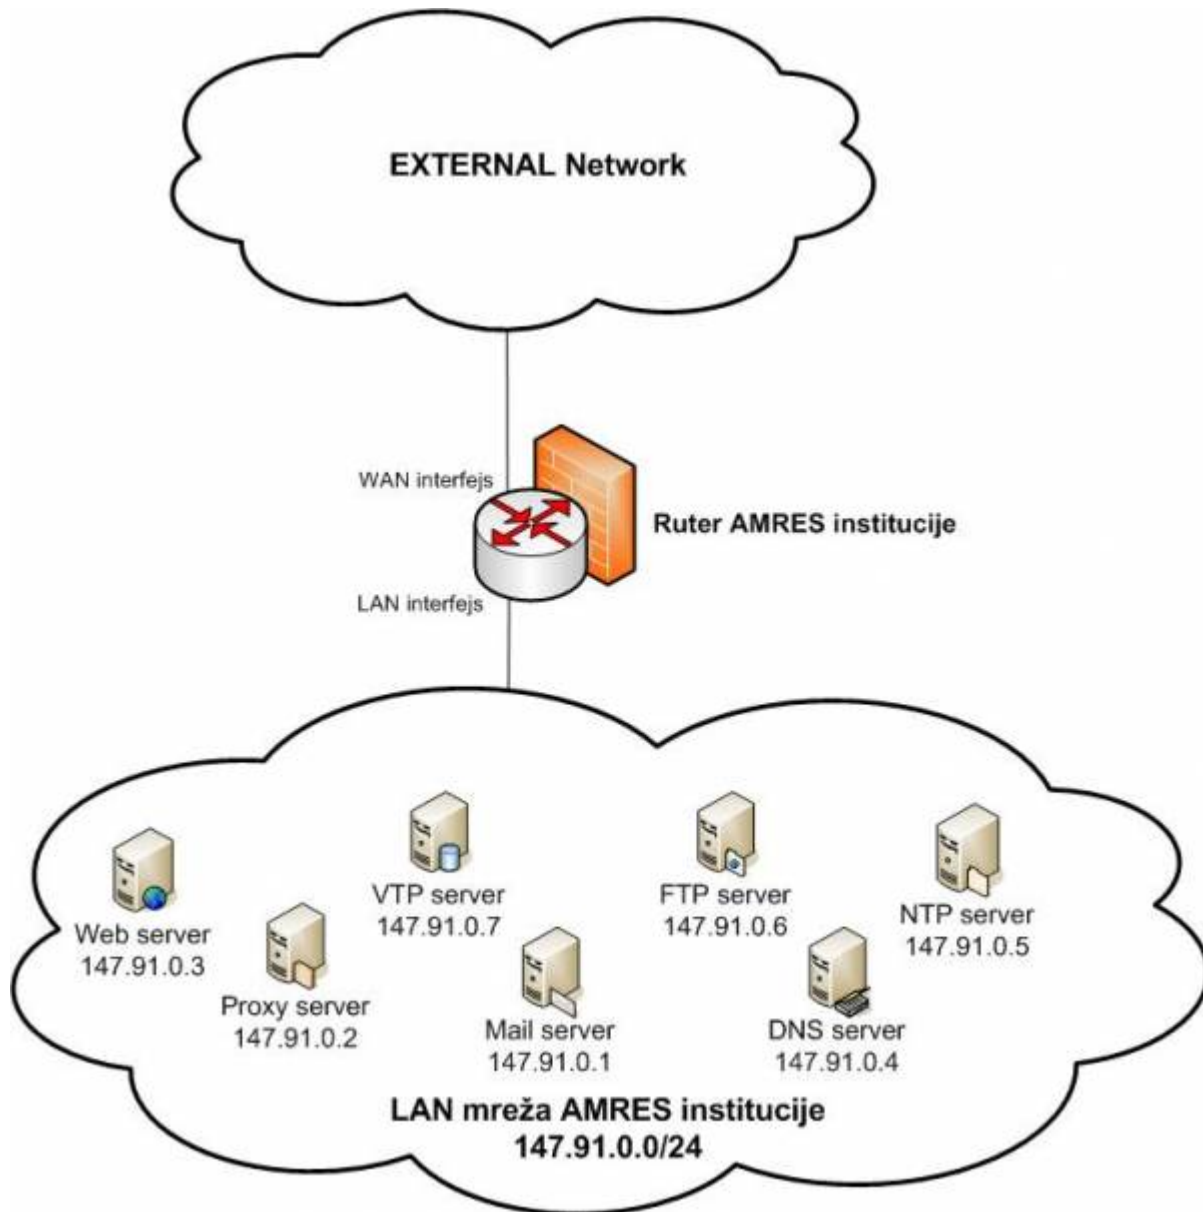 EXTERNAL Network
WAN interfejs
Ruter AMRES institucije
LAN interfejs
VTP server
147.91.0.7
FTP server
147.91.0.6
NTP server
147.91.0.5
Web server
147.91.0.3
Proxy server
147.91.0.2
Mail server
147.91.0.1
DNS server
147.91.0.4
LAN mreža AMRES institucije
147.91.0.0/24